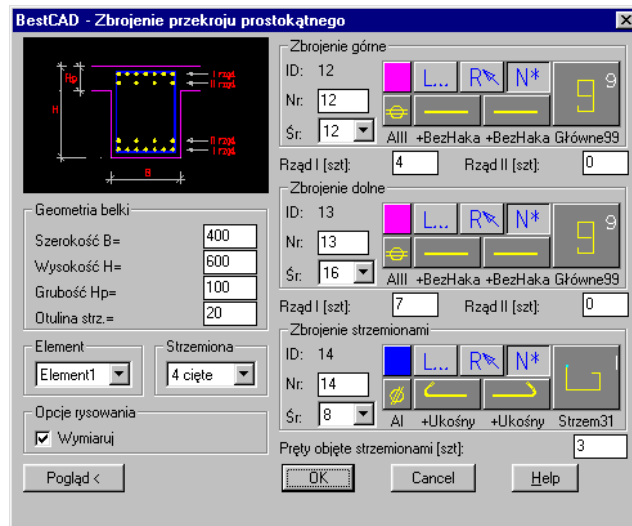 BestCAD - Zbrojenie przekroju prostokątnego
Hp
H
B
I rząd
II rząd
II rząd
I rząd
Geometria belki
Szerokość B= 400
Wysokość H= 600
Grubość Hp= 100
Otulina strz.= 20
Element
Element1
Strzemiona
4 cięte
Opcje rysowania
Wymiaruj
Pogląd <
Zbrojenie górne
ID: 12
L... R N* 9
Nr: 12
Śr: 12
AIII +BezHaka +BezHaka Główne99
Rząd I [szt]: 4 Rząd II [szt]: 0
Zbrojenie dolne
ID: 13
L... R N* 9
Nr: 13
Śr: 16
AIII +BezHaka +BezHaka Główne99
Rząd I [szt]: 7 Rząd II [szt]: 0
Zbrojenie strzemionami
ID: 14
L... R N*
Nr: 14
Śr: 8
AI +Ukośny +Ukośny Strzem31
Pręty objęte strzemionami [szt]: 3
OK Cancel Help